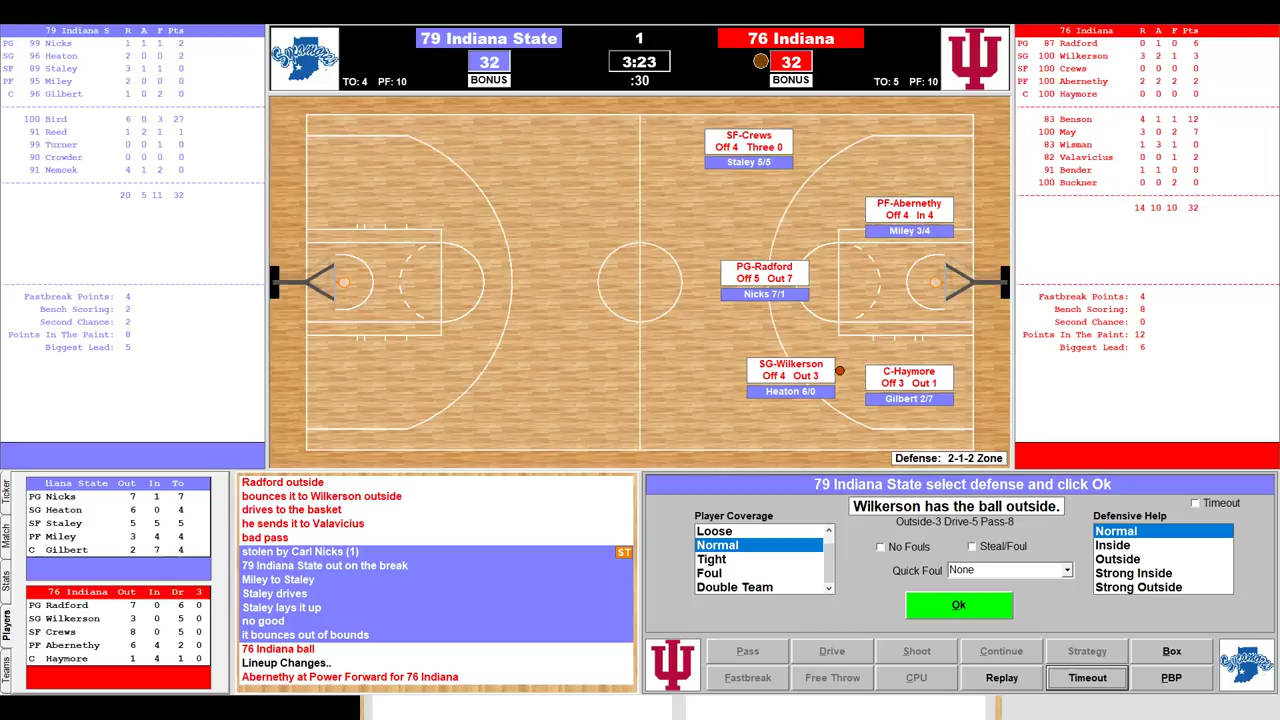 79 Indiana S R A F Pts
PG 99 Nicks 1 1 1 2
SG 96 Heaton 2 0 0 2
SF 89 Staley 3 1 1 0
PF 95 Miley 2 0 0 0
C 96 Gilbert 1 0 2 0
100 Bird 6 0 3 27
91 Reed 1 2 1 1
99 Turner 0 0 1 0
90 Crowder 0 0 0 0
91 Nemcek 4 1 2 0
20 5 11 32
Fastbreak Points: 4
Bench Scoring: 2
Second Chance: 2
Points In The Paint: 8
Biggest Lead: 5
Sycamores
79 Indiana State 1 76 Indiana
32 3:23 32
BONUS :30 BONUS
TO: 4 PF: 10 TO: 5 PF: 10
76 Indiana R A F Pts
PG 87 Radford 0 1 0 6
SG 100 Wilkerson 3 2 1 3
SF 100 Crews 0 0 0 0
PF 100 Abernethy 2 2 2 2
C 100 Haymore 0 0 0 0
83 Benson 4 1 1 12
100 May 3 0 2 7
83 Wisman 1 3 1 0
82 Valavicius 0 0 1 2
91 Bender 1 1 0 0
100 Buckner 0 0 2 0
14 10 10 32
Fastbreak Points: 4
Bench Scoring: 8
Second Chance: 0
Points In The Paint: 12
Biggest Lead: 6
SF-Crews
Off 4 Three 0
Staley 5/5
PF-Abernethy
Off 4 In 4
Miley 3/4
PG-Radford
Off 5 Out 7
Nicks 7/1
SG-Wilkerson
Off 4 Out 3
Heaton 6/0
C-Haymore
Off 3 Out 1
Gilbert 2/7
Defense: 2-1-2 Zone
Ticker
Match
Stats
Players
Teams
liana State Out In To
PG Nicks 7 1 7
SG Heaton 6 0 4
SF Staley 5 5 5
PF Miley 3 4 4
C Gilbert 2 7 4
76 Indiana Out In Dr 3
PG Radford 7 0 6 0
SG Wilkerson 3 0 5 0
SF Crews 8 0 5 0
PF Abernethy 6 4 2 0
C Haymore 1 4 1 0
Radford outside
bounces it to Wilkerson outside
drives to the basket
he sends it to Valavicius
bad pass
stolen by Carl Nicks (1) ST
79 Indiana State out on the break
Miley to Staley
Staley drives
Staley lays it up
no good
it bounces out of bounds
76 Indiana ball
Lineup Changes..
Abernethy at Power Forward for 76 Indiana
79 Indiana State select defense and click Ok
Wilkerson has the ball outside.
Timeout
Outside-3 Drive-5 Pass-8
Player Coverage
Loose
Normal
Tight
Foul
Double Team
No Fouls
Steal/Foul
Quick Foul None
Ok
Defensive Help
Normal
Inside
Outside
Strong Inside
Strong Outside
Pass Drive Shoot Continue Strategy Box
Fastbreak Free Throw CPU Replay Timeout PBP
Sycamores